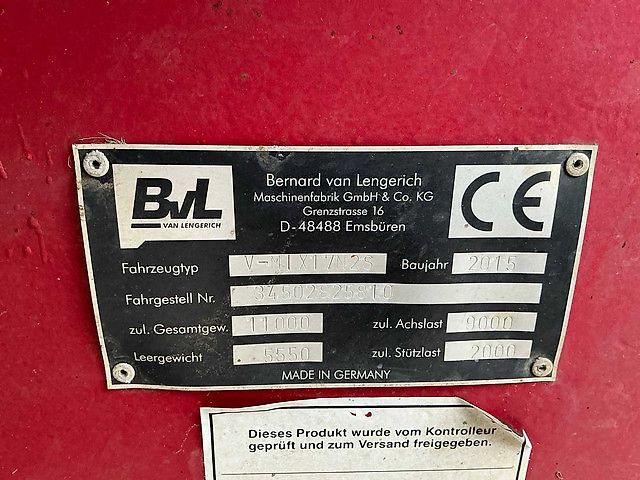 BvL
VAN LENGERICH
Bernard van Lengerich
Maschinenfabrik GmbH & Co. KG
Grenzstrasse 16
D-48488 Emsbüren
CE
Fahrzeugtyp V-MIX17N2S Baujahr 2015
Fahrgestell Nr. 34502S25810
zul. Gesamtgew. 11000 zul. Achslast 9000
Leergewicht 5550 zul. Stützlast 2000
MADE IN GERMANY
Dieses Produkt wurde vom Kontrolleur
geprüft und zum Versand freigegeben.